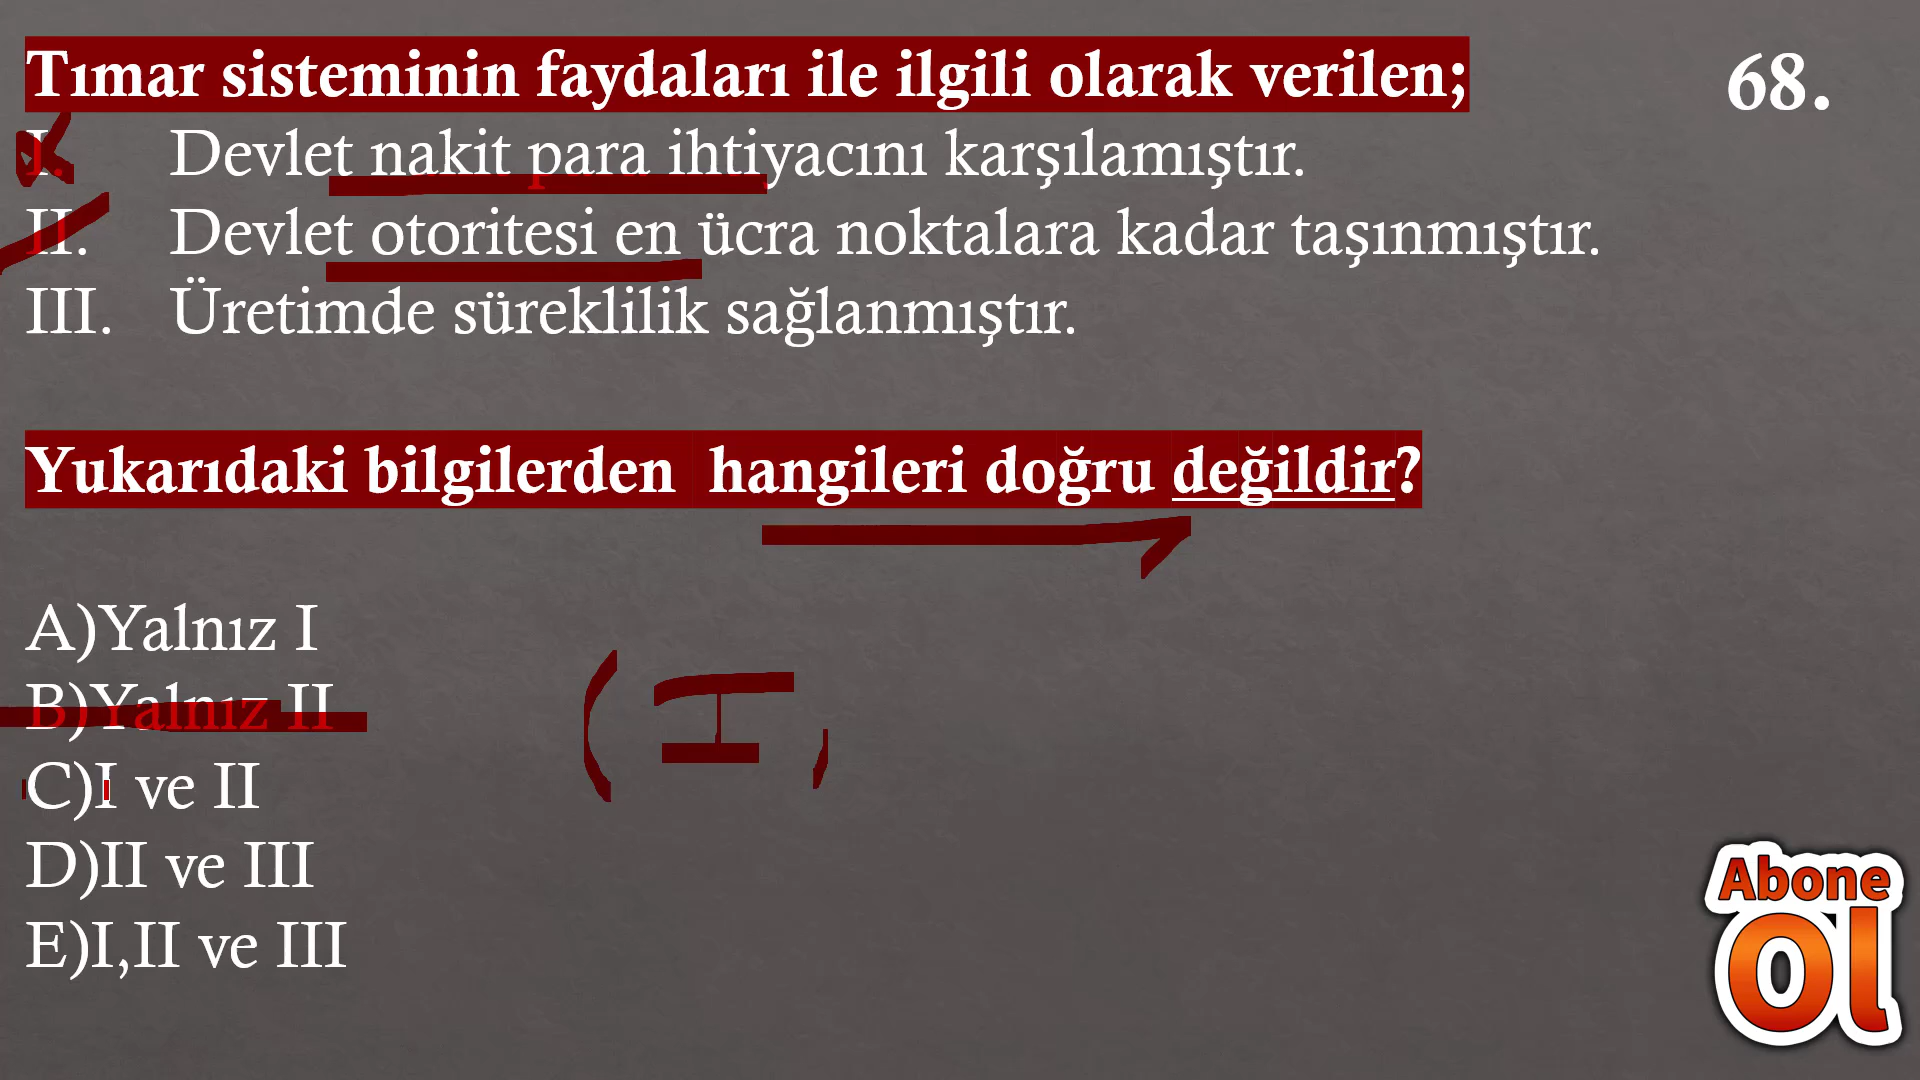 Tımar sisteminin faydaları ile ilgili olarak verilen;
68.
I. Devlet nakit para ihtiyacını karşılamıştır.
II. Devlet otoritesi en ücra noktalara kadar taşınmıştır.
III. Üretimde süreklilik sağlanmıştır.
Yukarıdaki bilgilerden hangileri doğru değildir?
A)Yalnız I
B)Yalnız II
(I,
C)I ve II
D)II ve III
E)I,II ve III
Abone
Ol